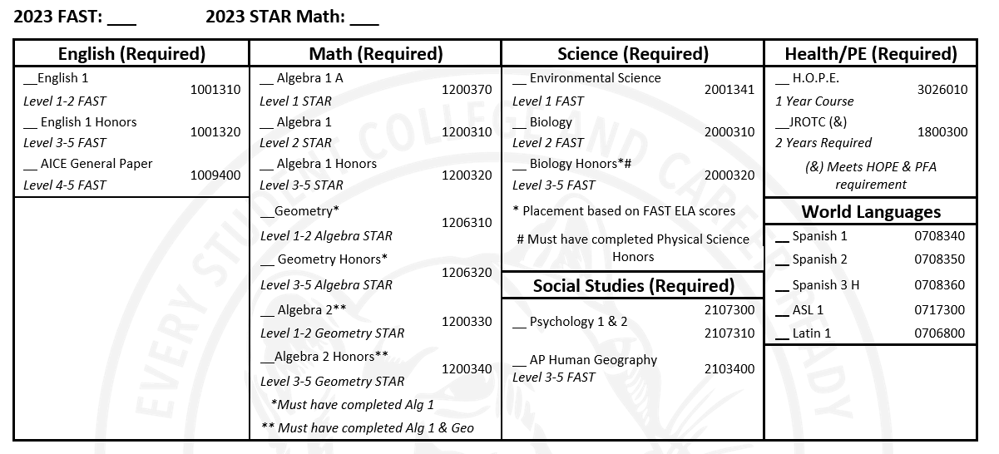 2023 FAST: ___ 2023 STAR Math: ___
English (Required)
__English 1
1001310
Level 1-2 FAST
__ English 1 Honors
1001320
Level 3-5 FAST
__ AICE General Paper
1009400
Level 4-5 FAST
Math (Required)
__ Algebra 1 A
1200370
Level 1 STAR
__ Algebra 1
1200310
Level 2 STAR
__ Algebra 1 Honors
1200320
Level 3-5 STAR
__Geometry*
1206310
Level 1-2 Algebra STAR
__ Geometry Honors*
1206320
Level 3-5 Algebra STAR
__ Algebra 2**
1200330
Level 1-2 Geometry STAR
__Algebra 2 Honors**
1200340
Level 3-5 Geometry STAR
*Must have completed Alg 1
** Must have completed Alg 1 & Geo
Science (Required)
__ Environmental Science
2001341
Level 1 FAST
__ Biology
2000310
Level 2 FAST
__ Biology Honors*#
2000320
Level 3-5 FAST
* Placement based on FAST ELA scores
# Must have completed Physical Science
Honors
Social Studies (Required)
2107300
__ Psychology 1 & 2
2107310
__ AP Human Geography
2103400
Level 3-5 FAST
Health/PE (Required)
__ H.O.P.E.
3026010
1 Year Course
__JROTC (&)
1800300
2 Years Required
(&) Meets HOPE & PFA
requirement
World Languages
__ Spanish 1 0708340
__ Spanish 2 0708350
__ Spanish 3 H 0708360
__ ASL 1 0717300
__ Latin 1 0706800
EVERY STUDENT COLLEGE AND CAREER READY